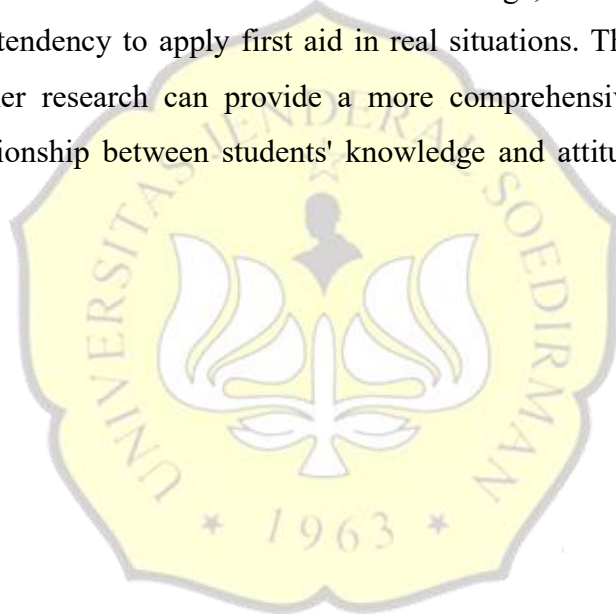 tendency to apply first aid in real situations. Th
er research can provide a more comprehensiv
ionship between students' knowledge and attitu
UNIVERSITAS JENDERAL SOEDIRMAN
* 1963 *